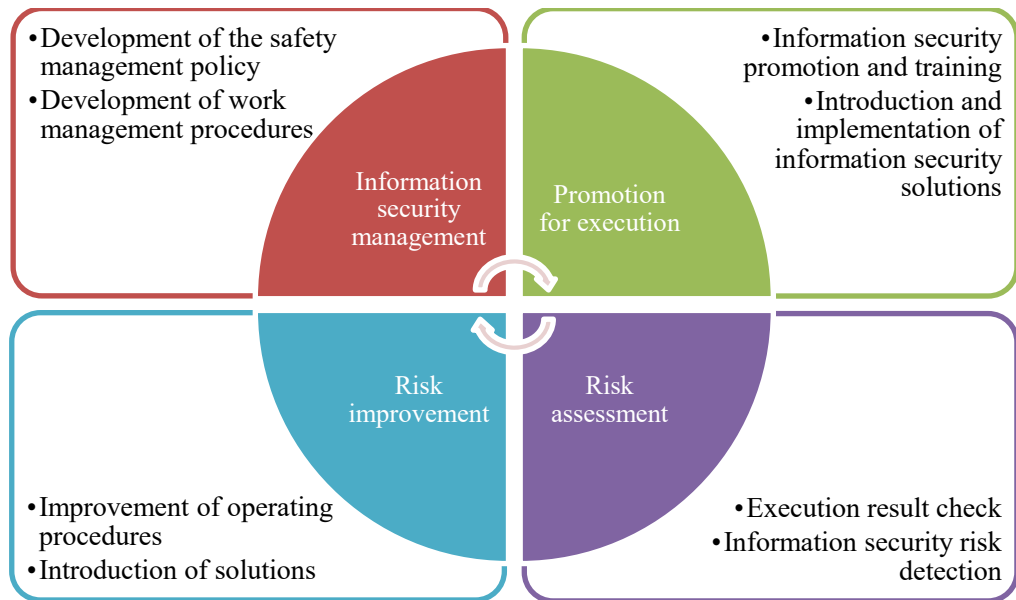 •Development of the safety
management policy
•Development of work
management procedures
Information
security
management
•Information security
promotion and training
•Introduction and
implementation of
information security
solutions
Promotion
for execution
Risk
improvement
•Improvement of operating
procedures
•Introduction of solutions
Risk
assessment
•Execution result check
•Information security risk
detection